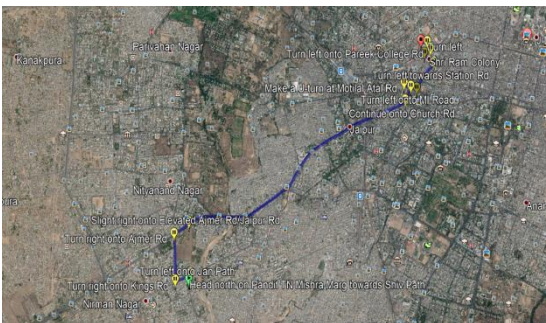 Parivahan Nagar
Kanakpura
Turn left
Turn left onto Pareek College Rd
Shri Ram Colony
Turn left towards Station Rd
Make a U-turn at Motilal Atal Rd
Turn left onto MI Road
Continue onto Church Rd
Jaipur
Nityanand Nagar
Slight right onto Elevated Ajmer Rd/Jaipur Rd
Turn right onto Ajmer Rd
Turn left onto Jan Path
Turn right onto Kings Rd
Head north on Pandit TN Mishra Marg towards Shiv Path
Nirman Nagar